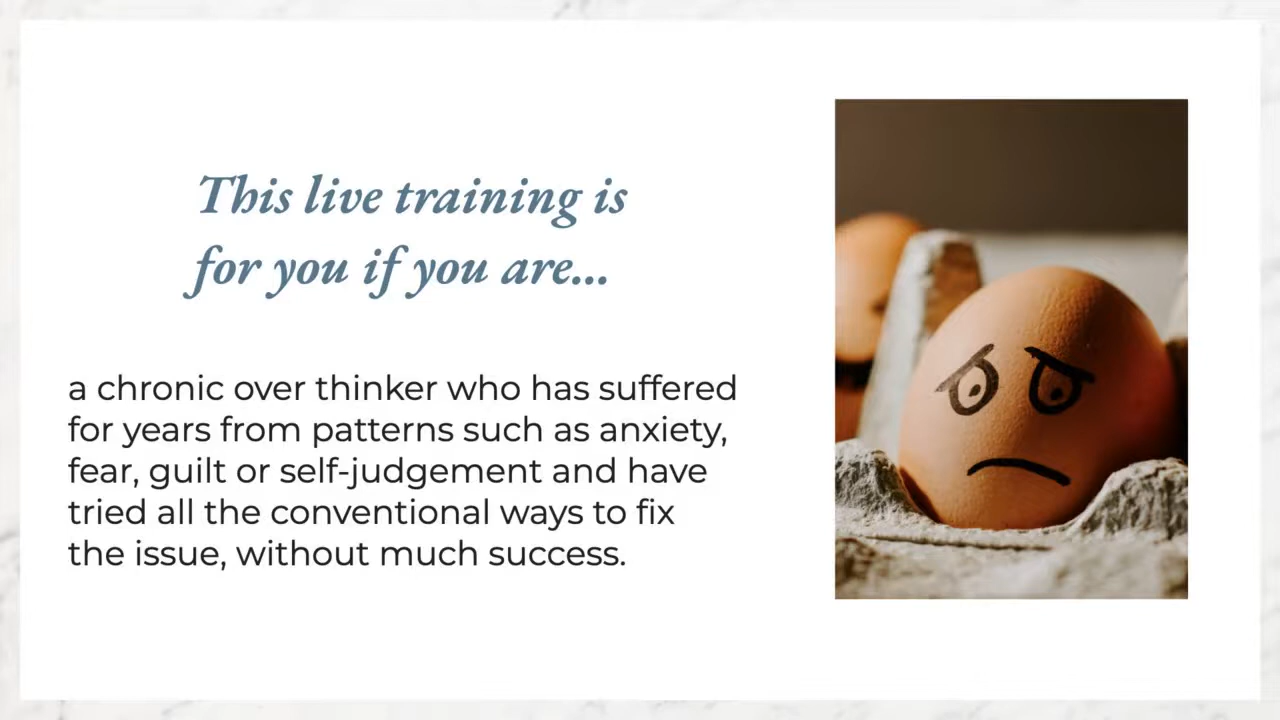 This live training is
for you if you are...
a chronic over thinker who has suffered
for years from patterns such as anxiety,
fear, guilt or self-judgement and have
tried all the conventional ways to fix
the issue, without much success.